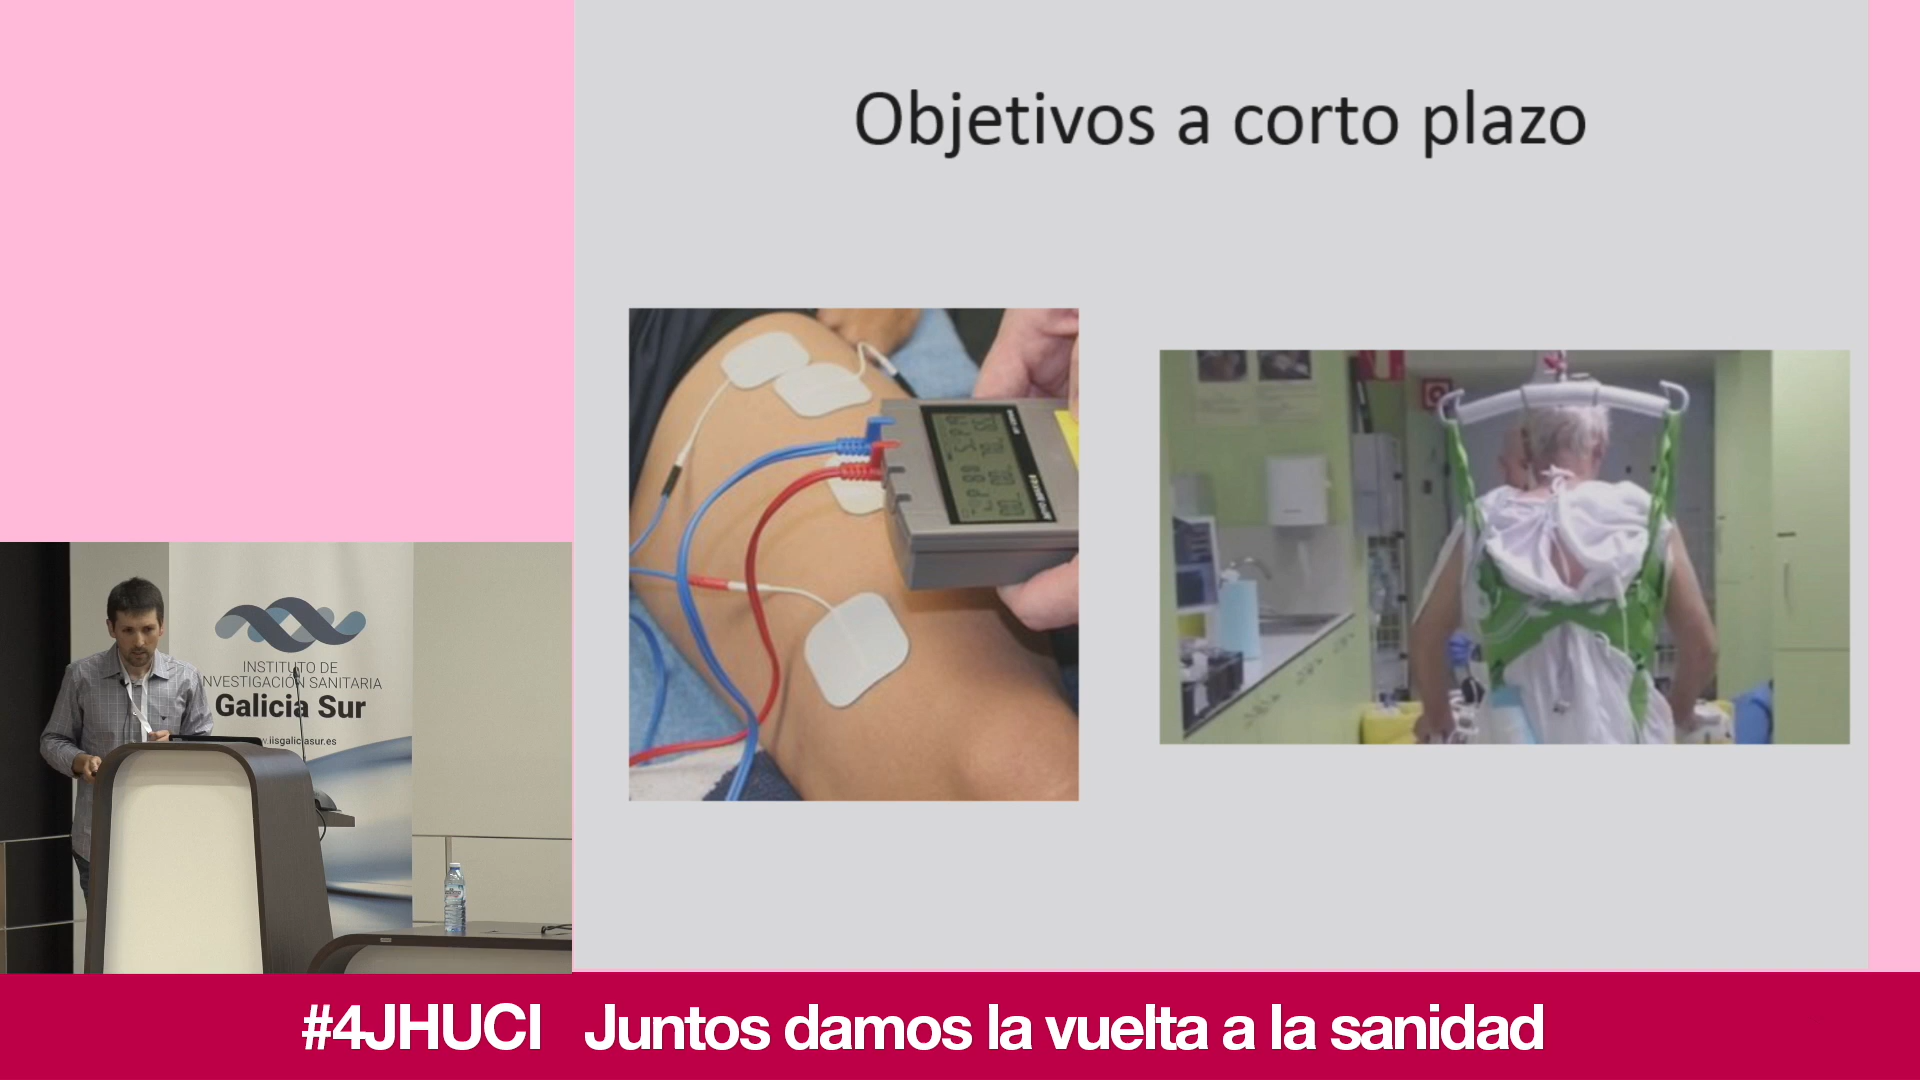 Objetivos a corto plazo
INSTITUTO DE
INVESTIGACIÓN SANITARIA
Galicia Sur
www.iisgaliciasur.es
#4JHUCI Juntos damos la vuelta a la sanidad